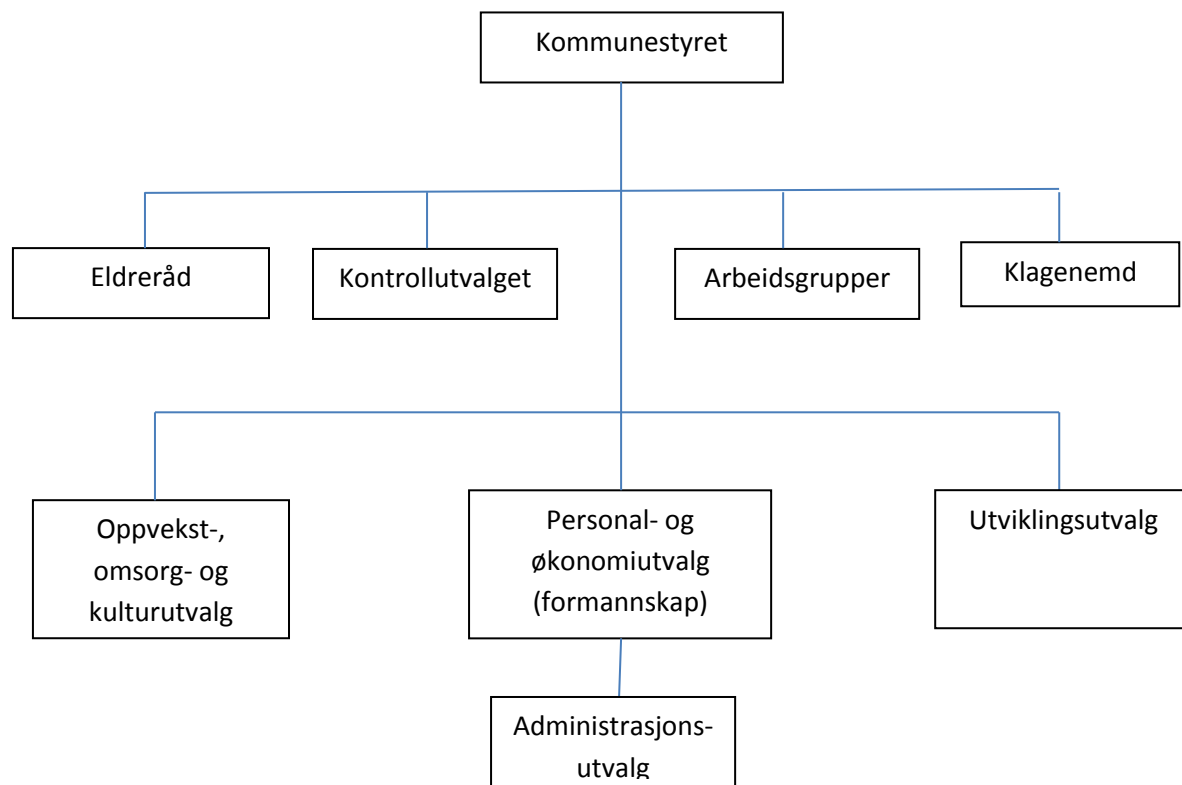 Kommunestyret
Eldreråd
Kontrollutvalget
Arbeidsgrupper
Klagenemd
Oppvekst-,
omsorg- og
kulturutvalg
Personal- og
økonomiutvalg
(formannskap)
Utviklingsutvalg
Administrasjons-
utvalg